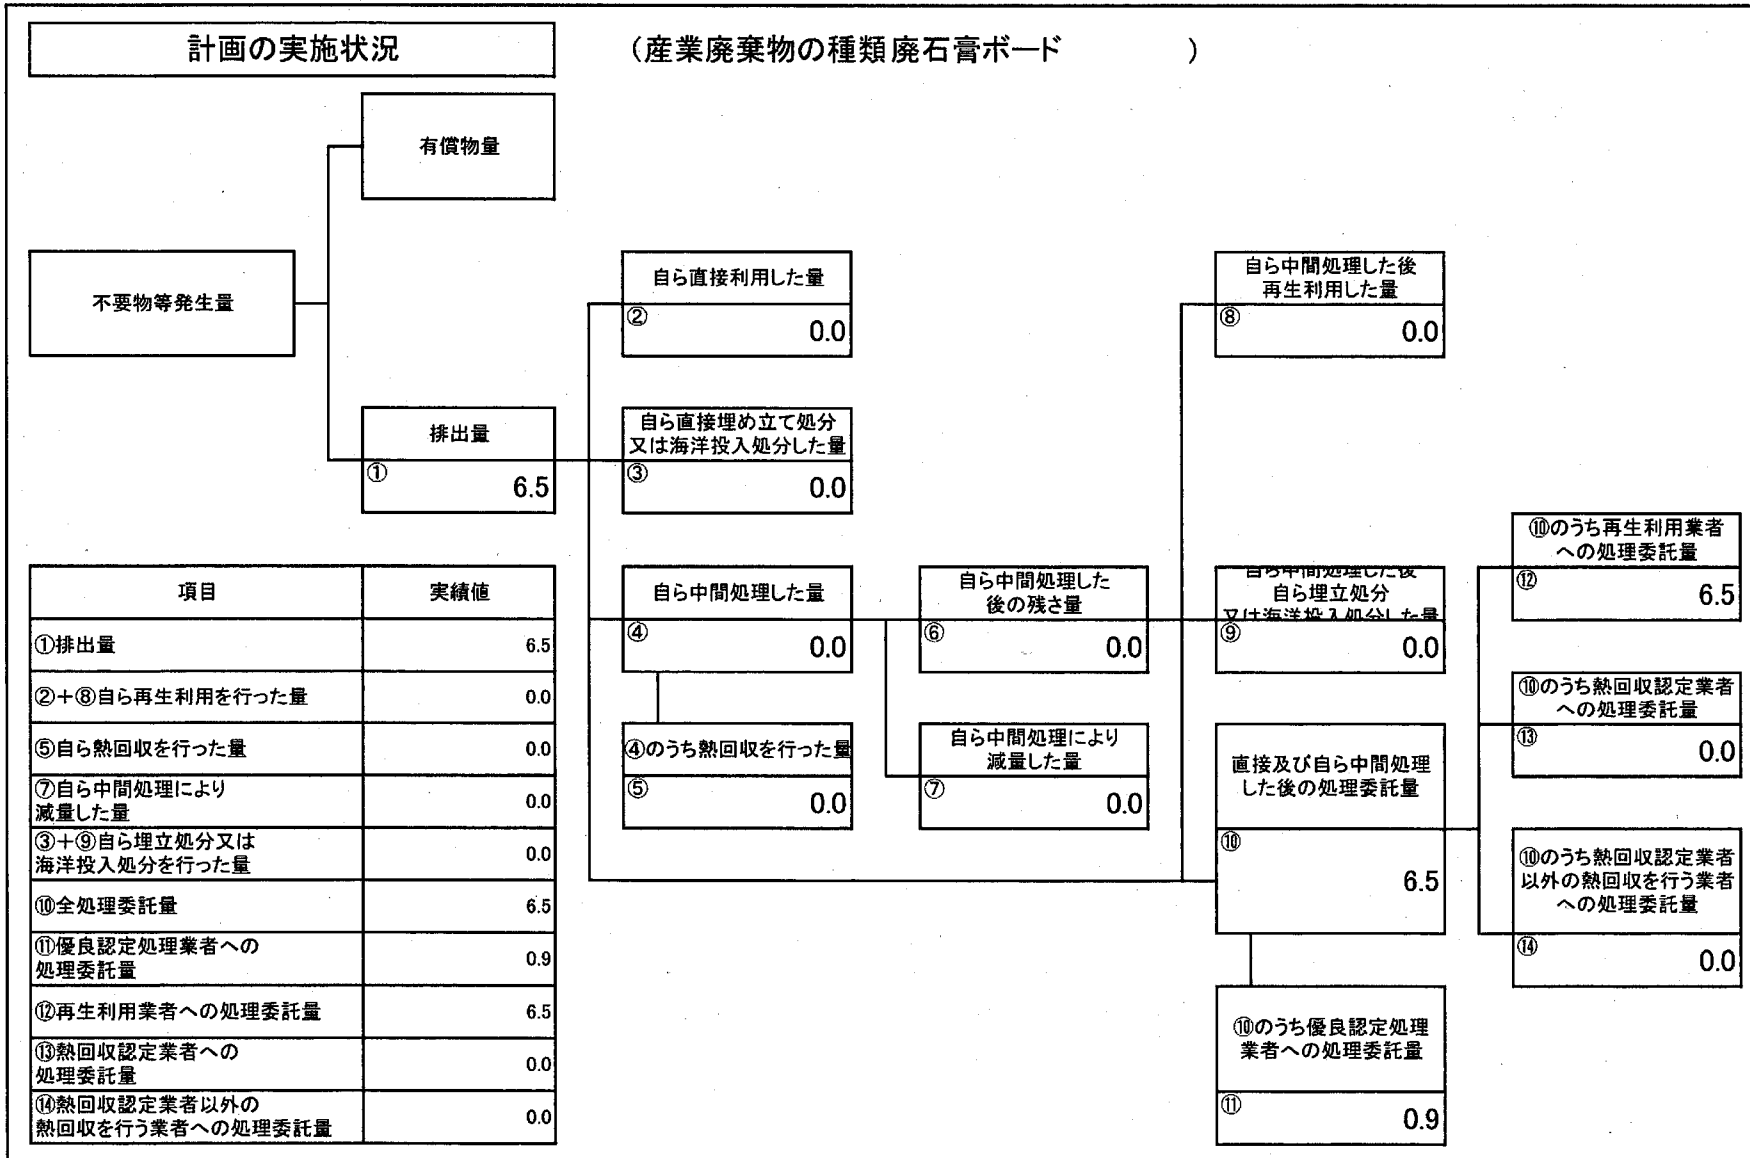 計画の実施状況
（産業廃棄物の種類 廃石膏ボード ）
有償物量
不要物等発生量
排出量
①
6.5
自ら直接利用した量
②
0.0
自ら直接埋め立て処分
又は海洋投入処分した量
③
0.0
自ら中間処理した量
④
0.0
④のうち熱回収を行った量
⑤
0.0
自ら中間処理した
後の残さ量
⑥
0.0
自ら中間処理により
減量した量
⑦
0.0
自ら中間処理した後
再生利用した量
⑧
0.0
自ら中間処理した後
自ら埋立処分
又は海洋投入処分した量
⑨
0.0
直接及び自ら中間処理
した後の処理委託量
⑩
6.5
⑩のうち優良認定処理
業者への処理委託量
⑪
0.9
⑩のうち再生利用業者
への処理委託量
⑫
6.5
⑩のうち熱回収認定業者
への処理委託量
⑬
0.0
⑩のうち熱回収認定業者
以外の熱回収を行う業者
への処理委託量
⑭
0.0
項目 実績値
①排出量 6.5
②＋⑧自ら再生利用を行った量 0.0
⑤自ら熱回収を行った量 0.0
⑦自ら中間処理により
減量した量 0.0
③＋⑨自ら埋立処分又は
海洋投入処分を行った量 0.0
⑩全処理委託量 6.5
⑪優良認定処理業者への
処理委託量 0.9
⑫再生利用業者への処理委託量 6.5
⑬熱回収認定業者への
処理委託量 0.0
⑭熱回収認定業者以外の
熱回収を行う業者への処理委託量 0.0